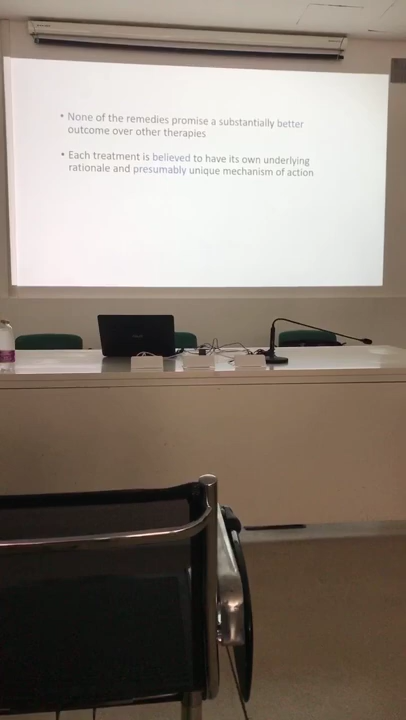 • None of the remedies promise a substantially better
outcome over other therapies
• Each treatment is believed to have its own underlying
rationale and presumably unique mechanism of action